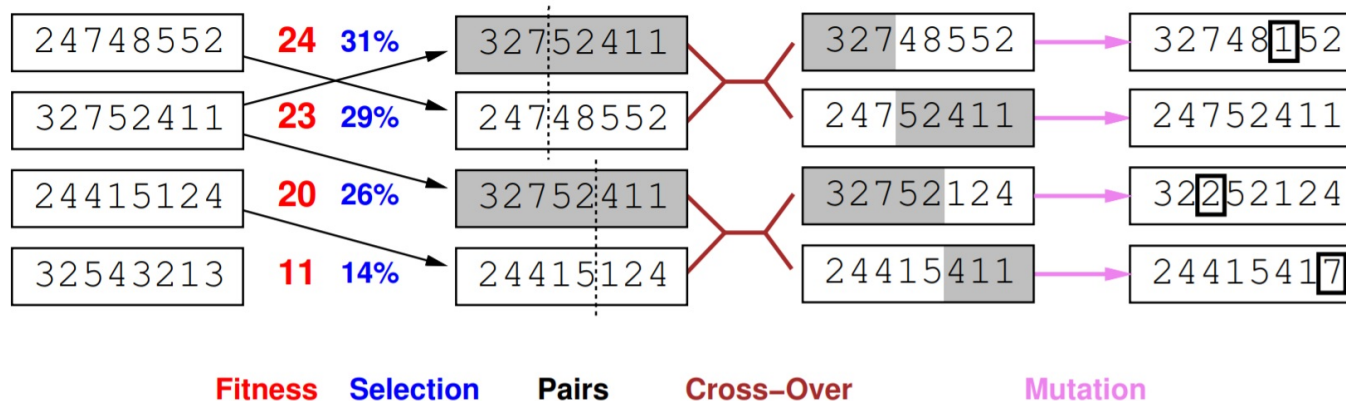 24748552 24 31% 32752411 32748552 32748152
32752411 23 29% 24748552 24752411 24752411
24415124 20 26% 32752411 32752124 32252124
32543213 11 14% 24415124 24415411 24415417
Fitness Selection Pairs Cross–Over Mutation